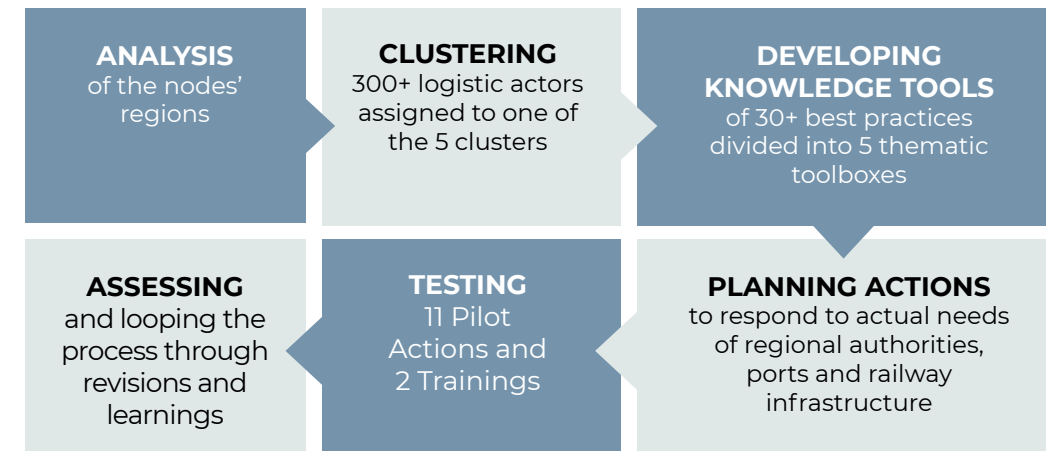 ANALYSIS
of the nodes’
regions
CLUSTERING
300+ logistic actors
assigned to one of
the 5 clusters
DEVELOPING
KNOWLEDGE TOOLS
of 30+ best practices
divided into 5 thematic
toolboxes
PLANNING ACTIONS
to respond to actual needs
of regional authorities,
ports and railway
infrastructure
TESTING
11 Pilot
Actions and
2 Trainings
ASSESSING
and looping the
process through
revisions and
learnings